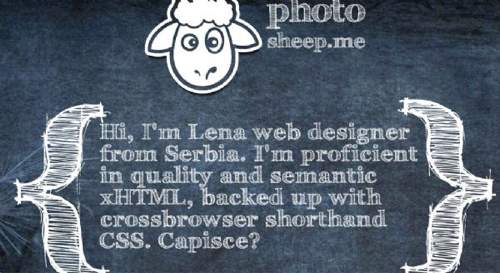 photo
sheep.me
Hi, I'm Lena web designer
from Serbia. I'm proficient
in quality and semantic
xHTML, backed up with
crossbrowser shorthand
CSS. Capisce?